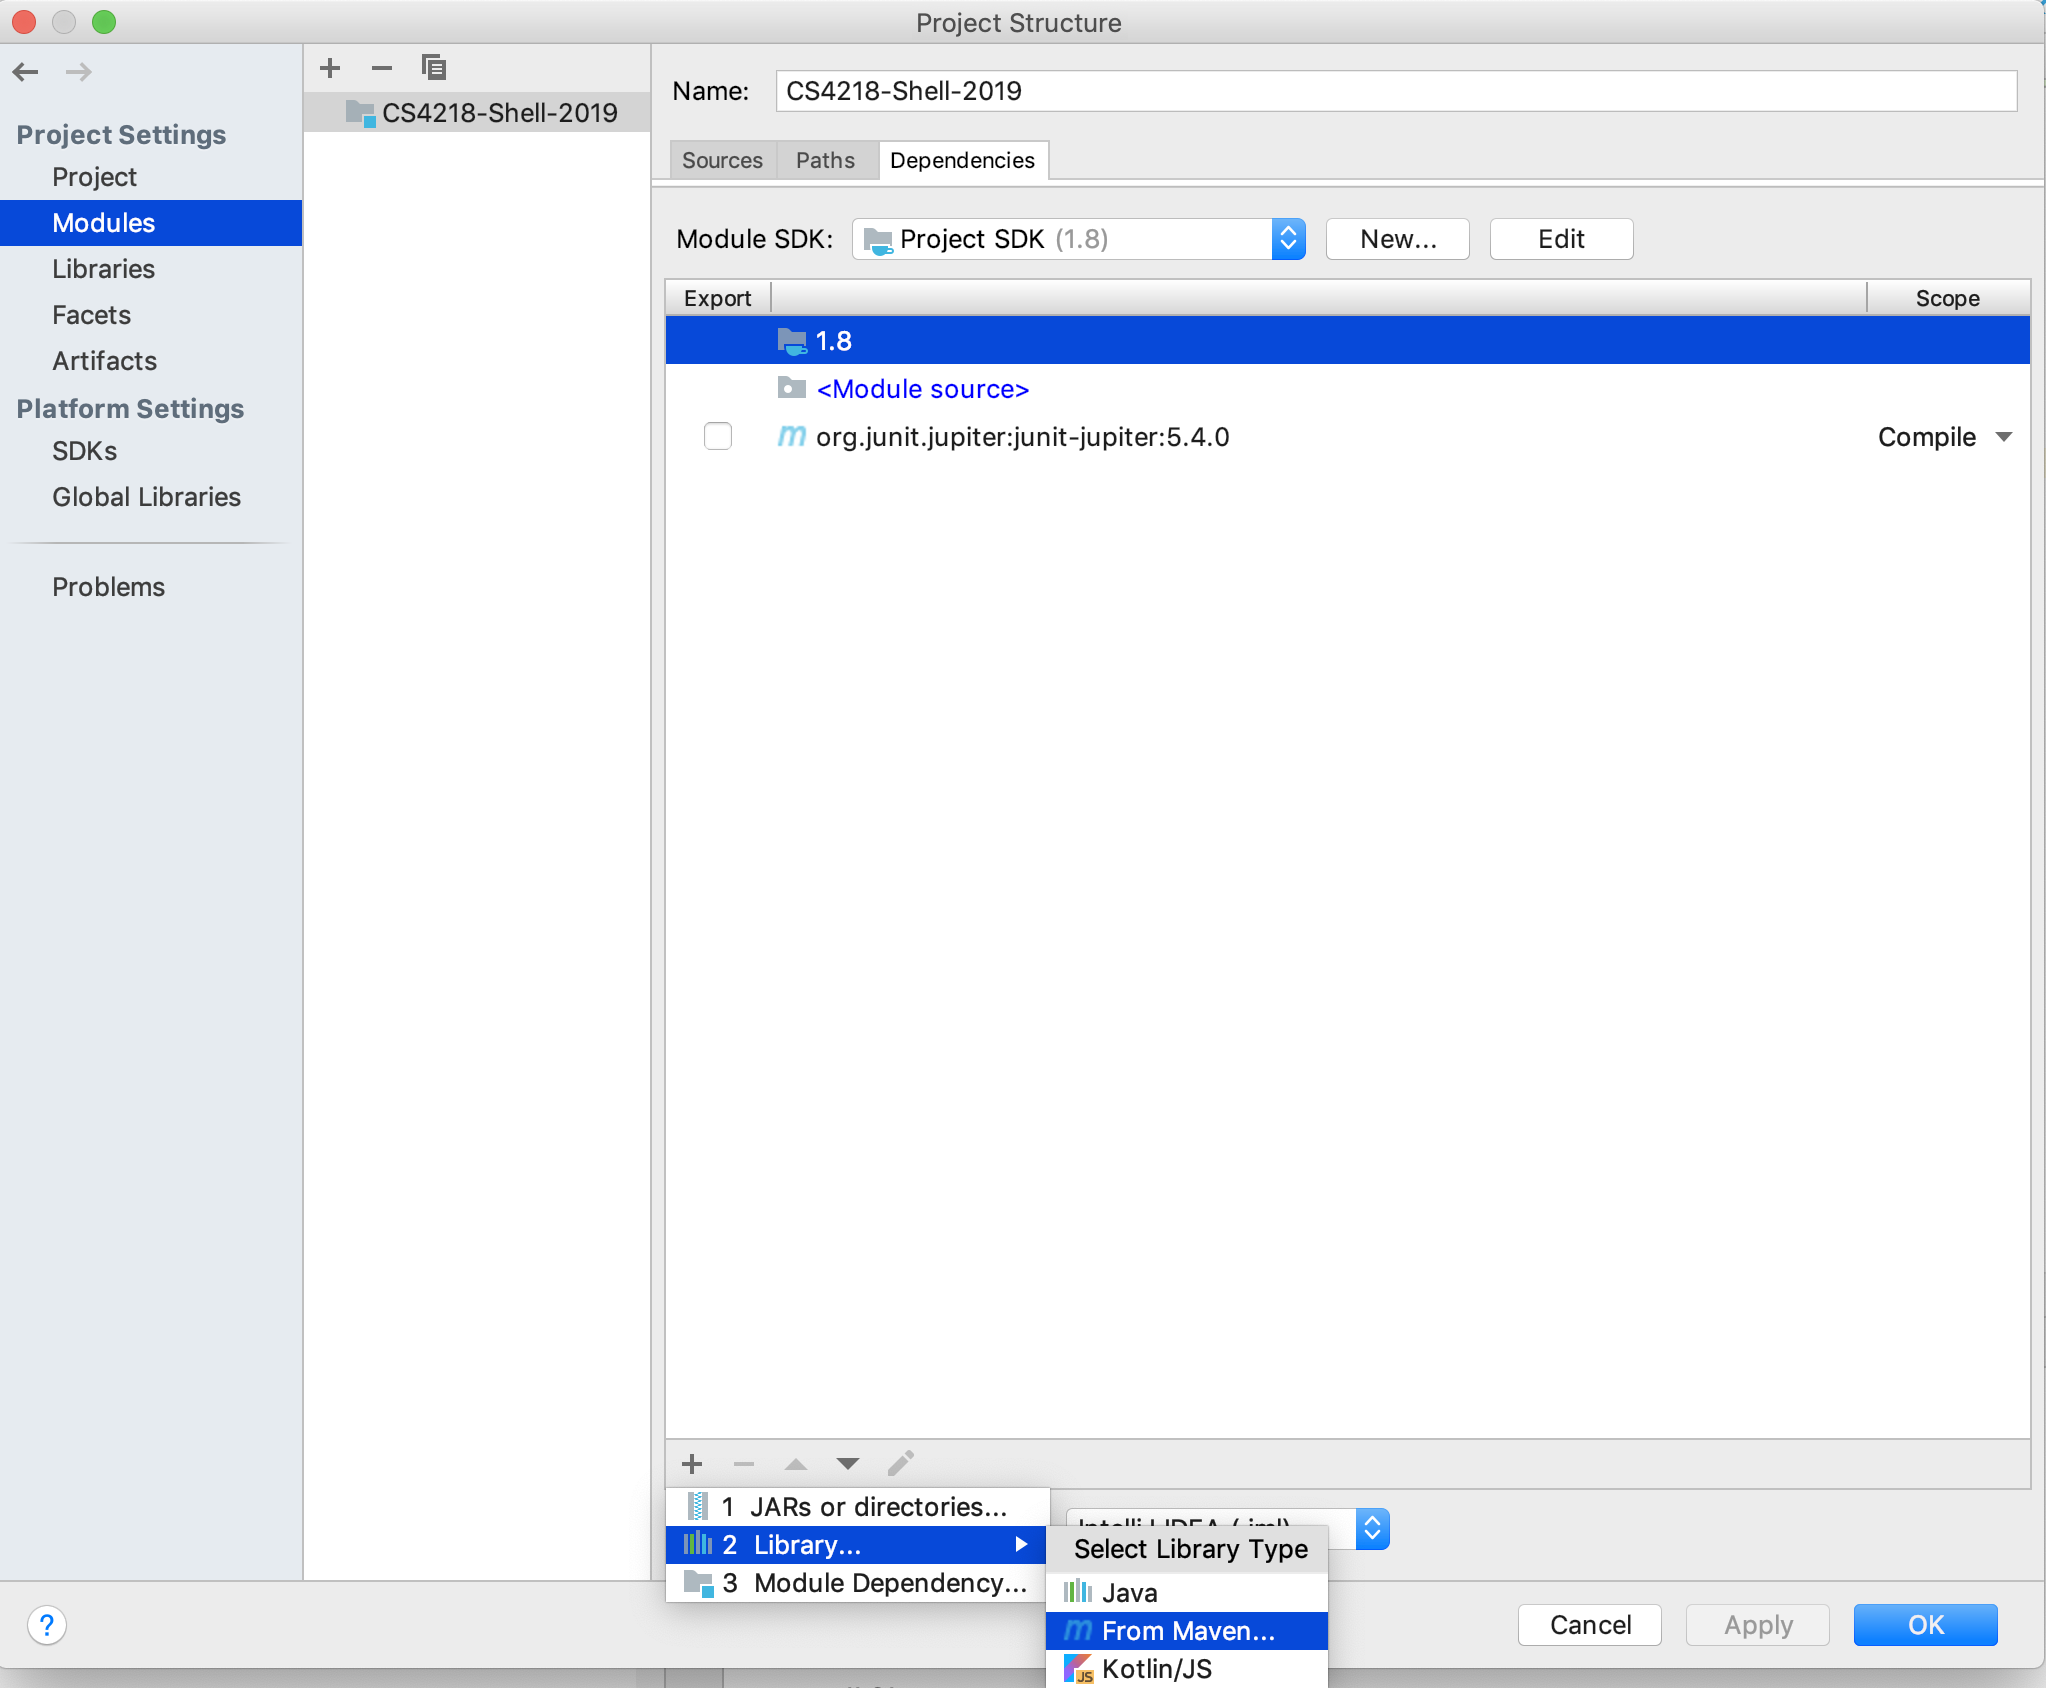 Project Structure
Project Settings
Project
Modules
Libraries
Facets
Artifacts
Platform Settings
SDKs
Global Libraries
Problems
CS4218-Shell-2019
Name: CS4218-Shell-2019
Sources Paths Dependencies
Module SDK: Project SDK (1.8) New... Edit
Export Scope
1.8
<Module source>
m org.junit.jupiter:junit-jupiter:5.4.0 Compile
1 JARs or directories...
2 Library...
3 Module Dependency...
Select Library Type
Java
m From Maven...
JS Kotlin/JS
? Cancel Apply OK